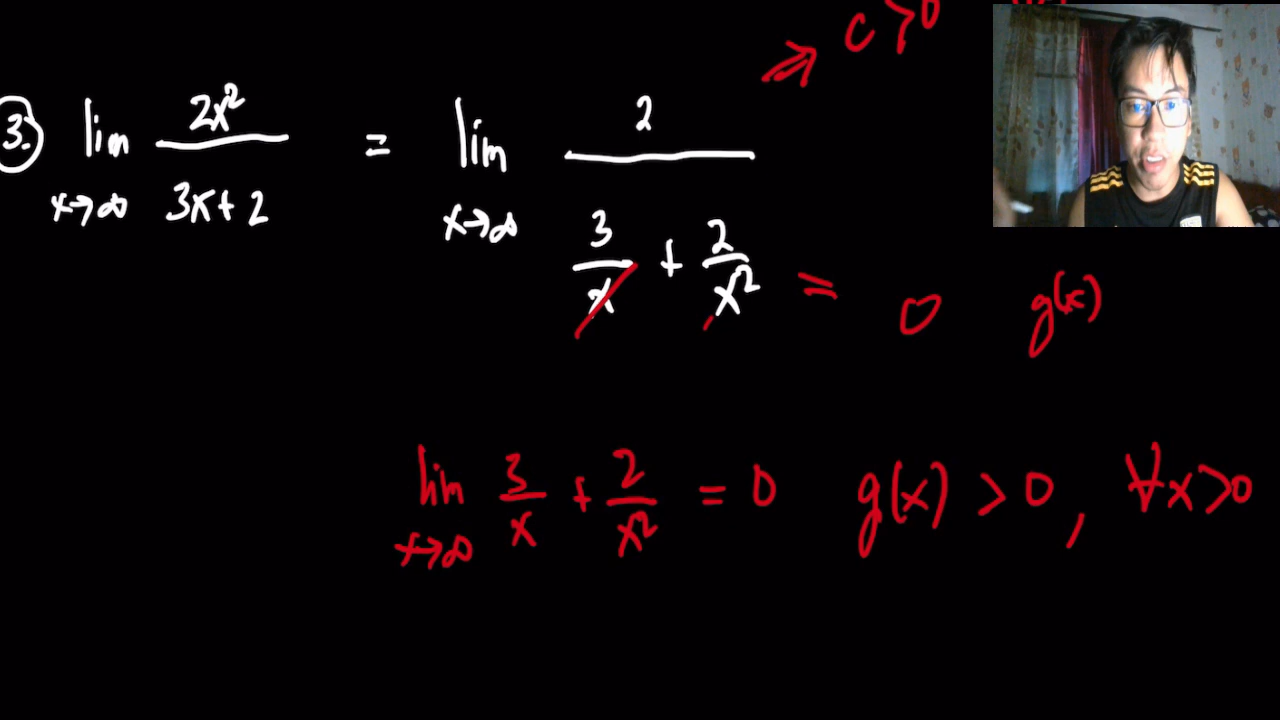 ⇒ c > 0
3. lim x→∞ 2x² / 3x + 2 = lim x→∞ 2 / 3/x + 2/x² = 0 g(x)
lim x→∞ 3/x + 2/x² = 0 g(x) > 0, ∀x > 0